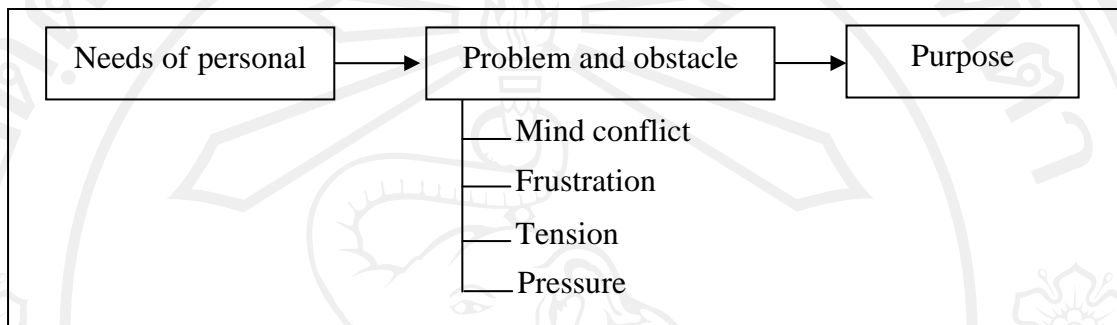 Needs of personal
Problem and obstacle
Purpose
Mind conflict
Frustration
Tension
Pressure